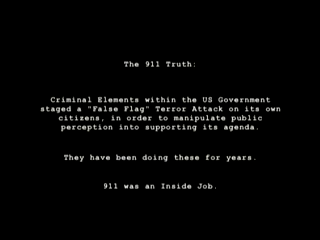 The 911 Truth:
Criminal Elements within the US Government
staged a "False Flag" Terror Attack on its own
citizens, in order to manipulate public
perception into supporting its agenda.
They have been doing these for years.
911 was an Inside Job.